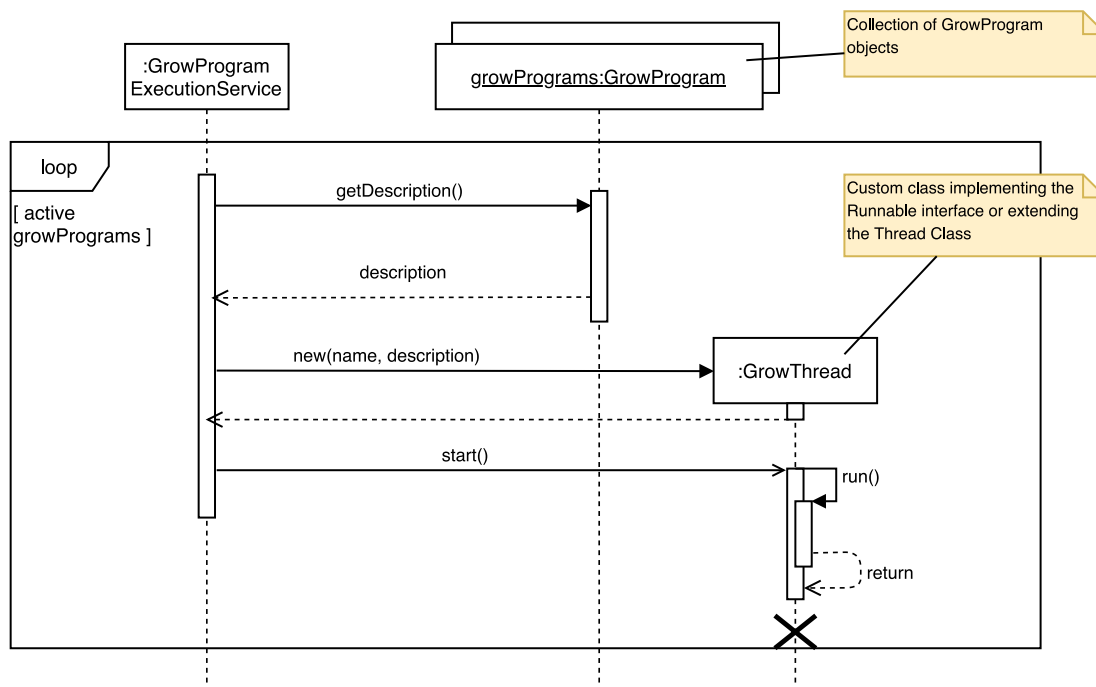 Collection of GrowProgram
objects
:GrowProgram
ExecutionService
growPrograms:GrowProgram
loop
[ active
growPrograms ]
getDescription()
Custom class implementing the
Runnable interface or extending
the Thread Class
description
new(name, description)
:GrowThread
start()
run()
return